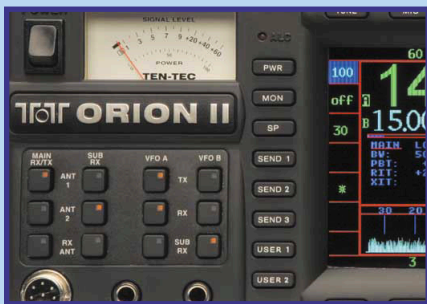 POWER
TUNE
SIGNAL LEVEL
1 3 5 7 9 +20 +40 +60
POWER
TEN-TEC
ALC
PWR
MON
SP
SEND 1
SEND 2
SEND 3
USER 1
USER 2
ORION II
MAIN RX/TX
SUB RX
VFO A
VFO B
ANT 1
TX
ANT 2
RX
RX ANT
SUB RX
100
off
30
*
60
A 14
B 15.00
MAIN
BW:
PBT:
RIT:
XIT:
30 20
3